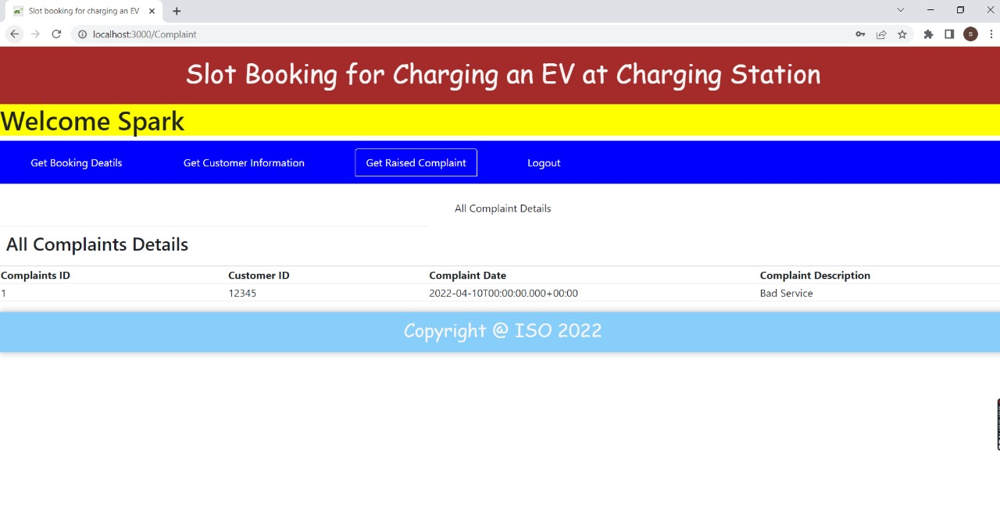 Slot booking for charging an EV
localhost:3000/Complaint
S
Slot Booking for Charging an EV at Charging Station
Welcome Spark
Get Booking Deatils Get Customer Information Get Raised Complaint Logout
All Complaint Details
All Complaints Details
Complaints ID Customer ID Complaint Date Complaint Description
1 12345 2022-04-10T00:00:00.000+00:00 Bad Service
Copyright @ ISO 2022